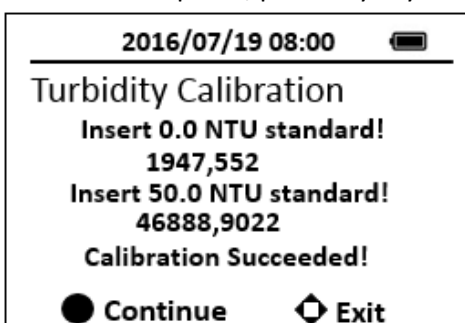 2016/07/19 08:00
Turbidity Calibration
Insert 0.0 NTU standard!
1947,552
Insert 50.0 NTU standard!
46888,9022
Calibration Succeeded!
Continue Exit